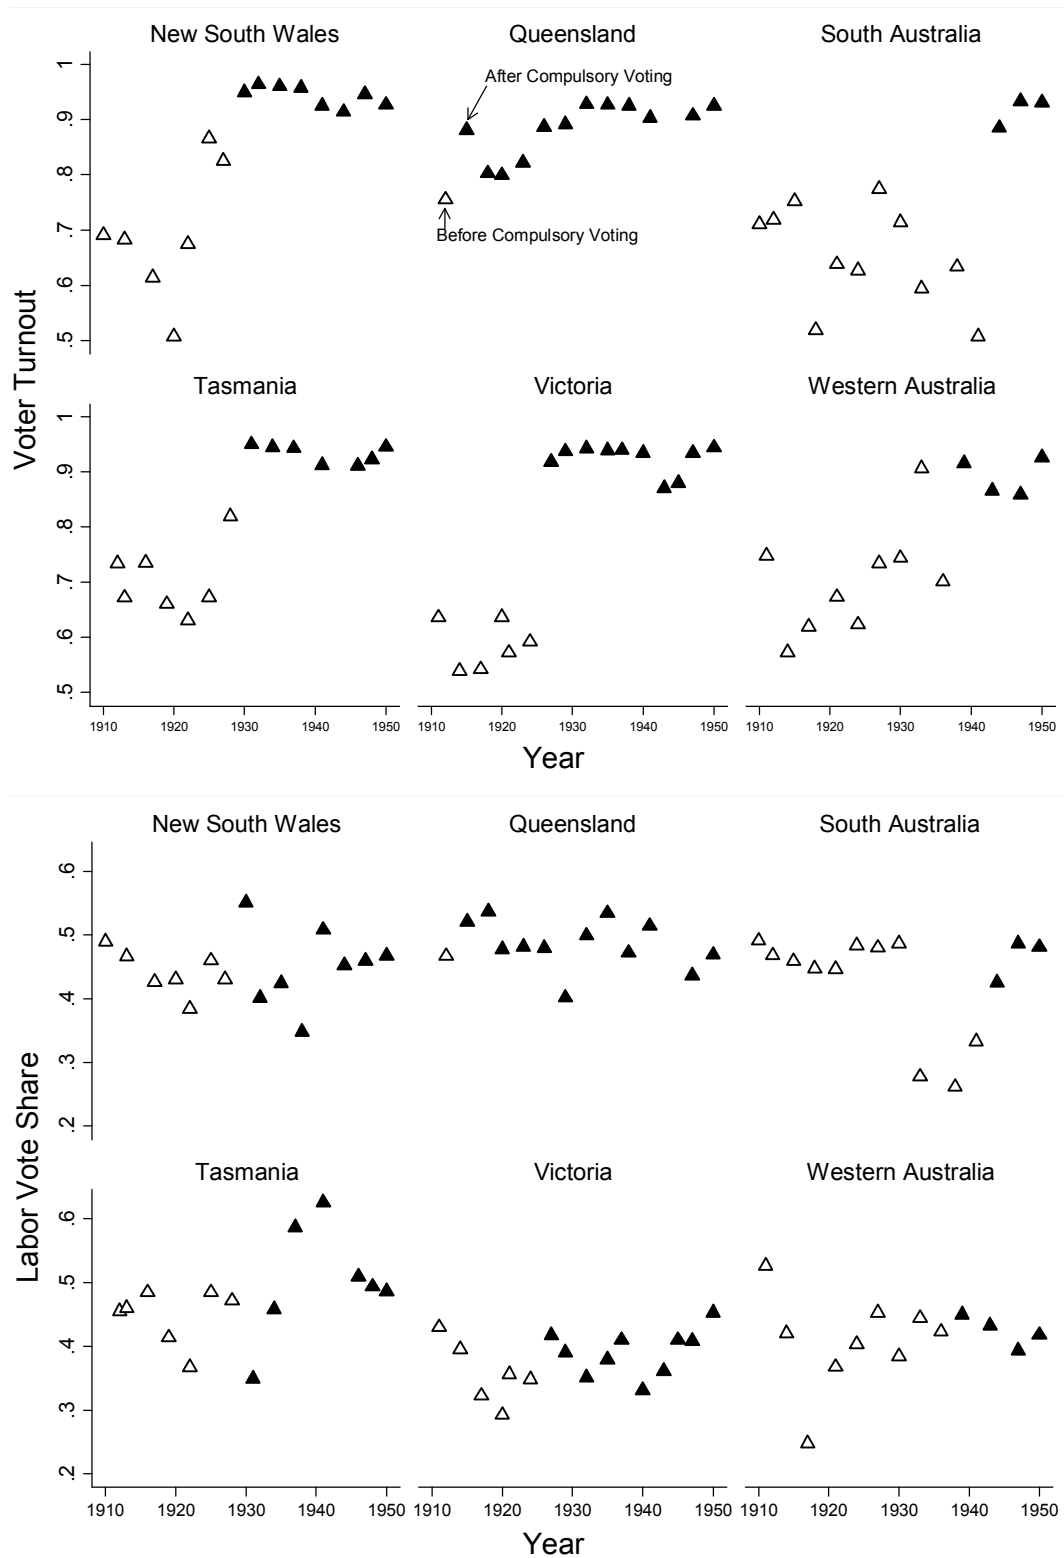 New South Wales Queensland South Australia
After Compulsory Voting
Before Compulsory Voting
1
.9
.8
.7
.6
.5
Tasmania Victoria Western Australia
1
.9
.8
.7
.6
.5
Voter Turnout
1910 1920 1930 1940 1950 1910 1920 1930 1940 1950 1910 1920 1930 1940 1950
Year
New South Wales Queensland South Australia
.6
.5
.4
.3
.2
Tasmania Victoria Western Australia
.6
.5
.4
.3
.2
Labor Vote Share
1910 1920 1930 1940 1950 1910 1920 1930 1940 1950 1910 1920 1930 1940 1950
Year